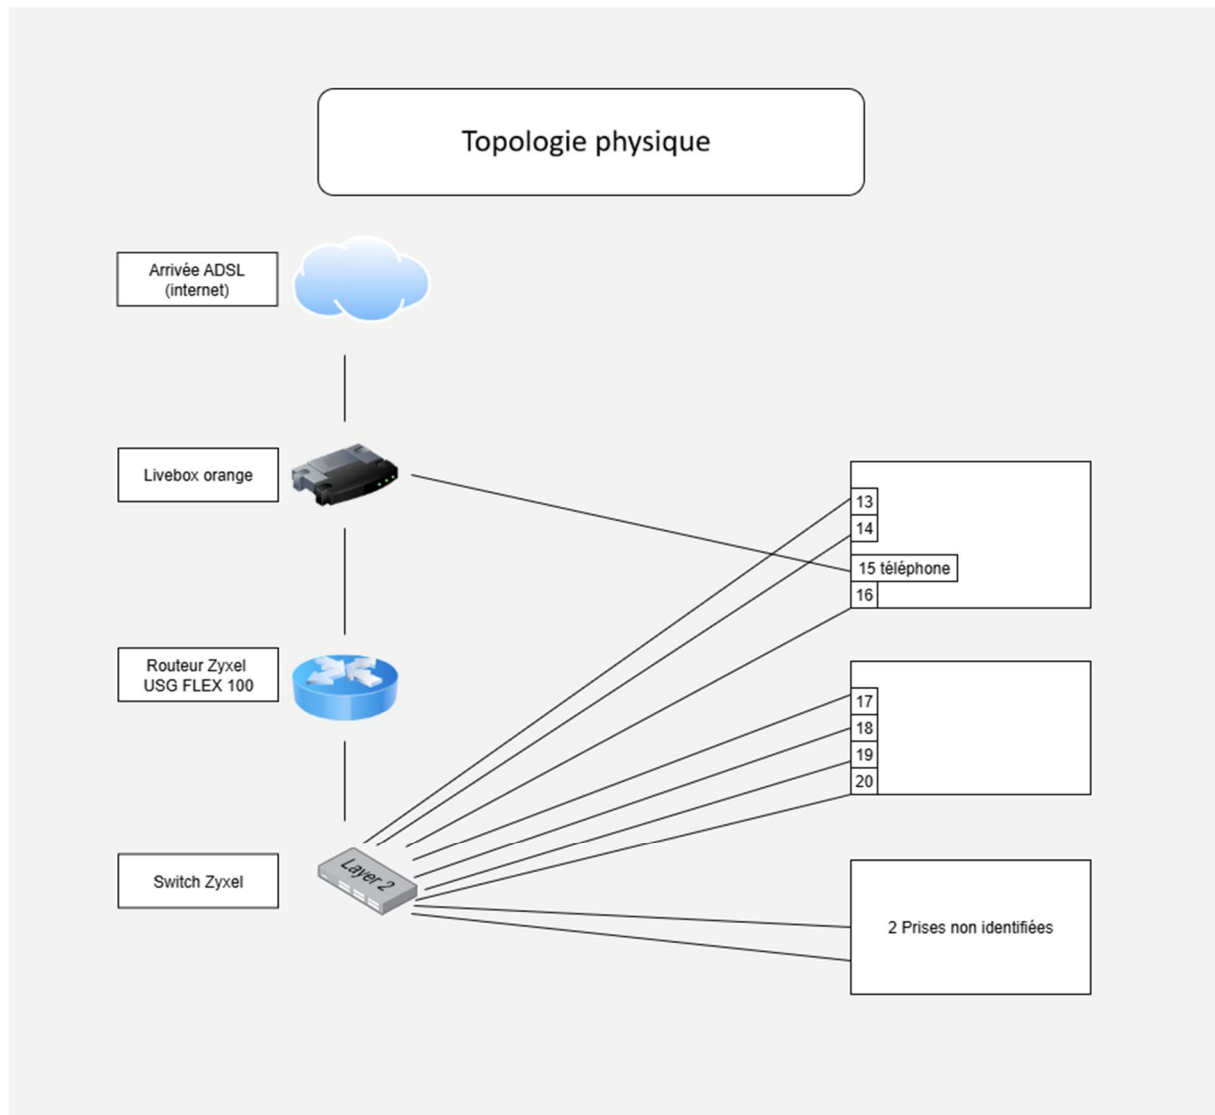 Topologie physique
Arrivée ADSL
(internet)
Livebox orange
13
14
15 téléphone
16
Routeur Zyxel
USG FLEX 100
17
18
19
20
Switch Zyxel
Layer 2
2 Prises non identifiées